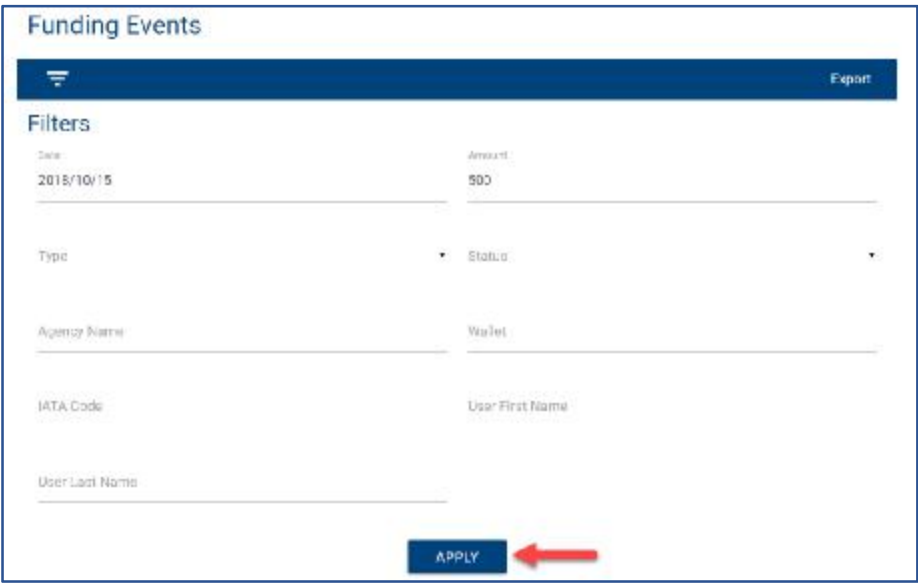 Funding Events
Export
Filters
Date
Amount
2018/10/15
500
Type
Status
Agency Name
Wallet
IATA Code
User First Name
User Last Name
APPLY